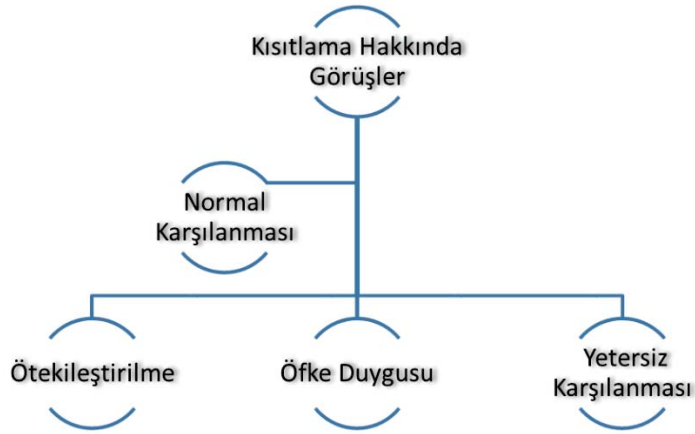 Kısıtlama Hakkında
Görüşler
Normal
Karşılanması
Ötekileştirilme
Öfke Duygusu
Yetersiz
Karşılanması